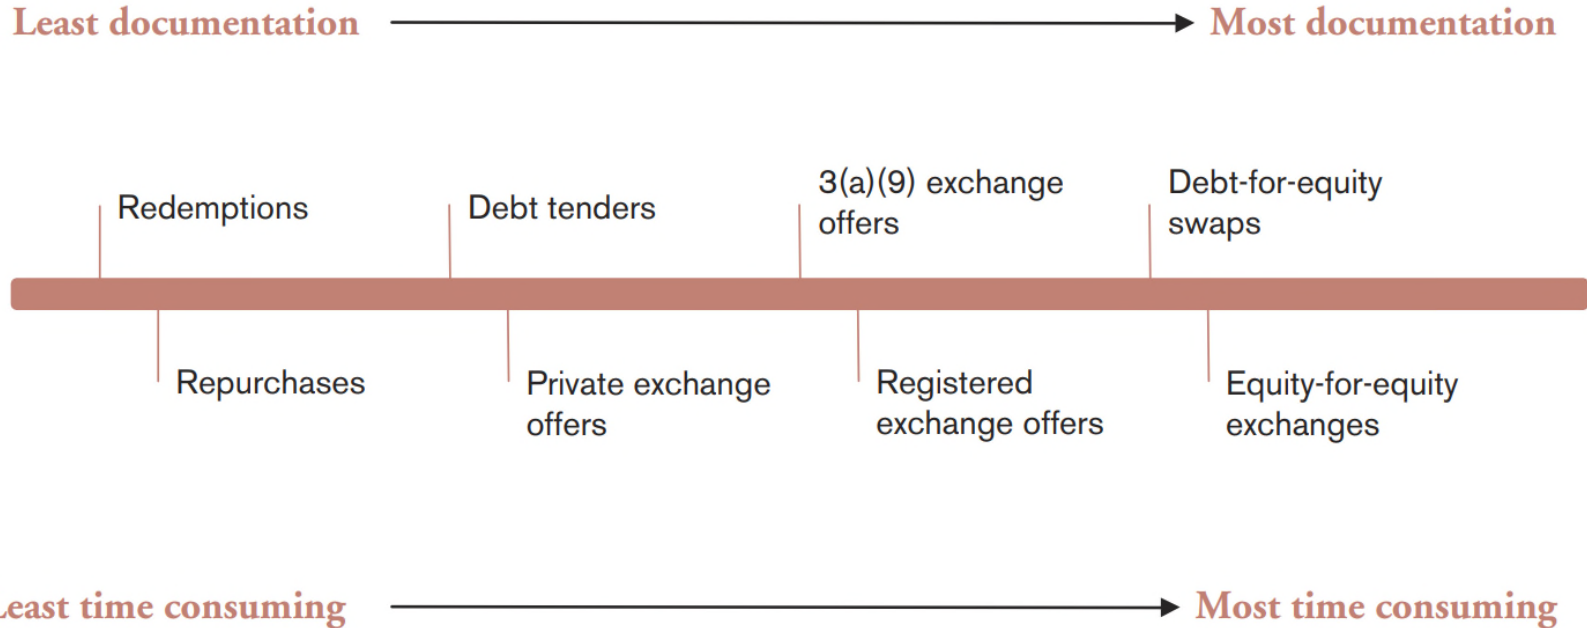 Least documentation
Most documentation
Redemptions
Debt tenders
3(a)(9) exchange
offers
Debt-for-equity
swaps
Repurchases
Private exchange
offers
Registered
exchange offers
Equity-for-equity
exchanges
Least time consuming
Most time consuming